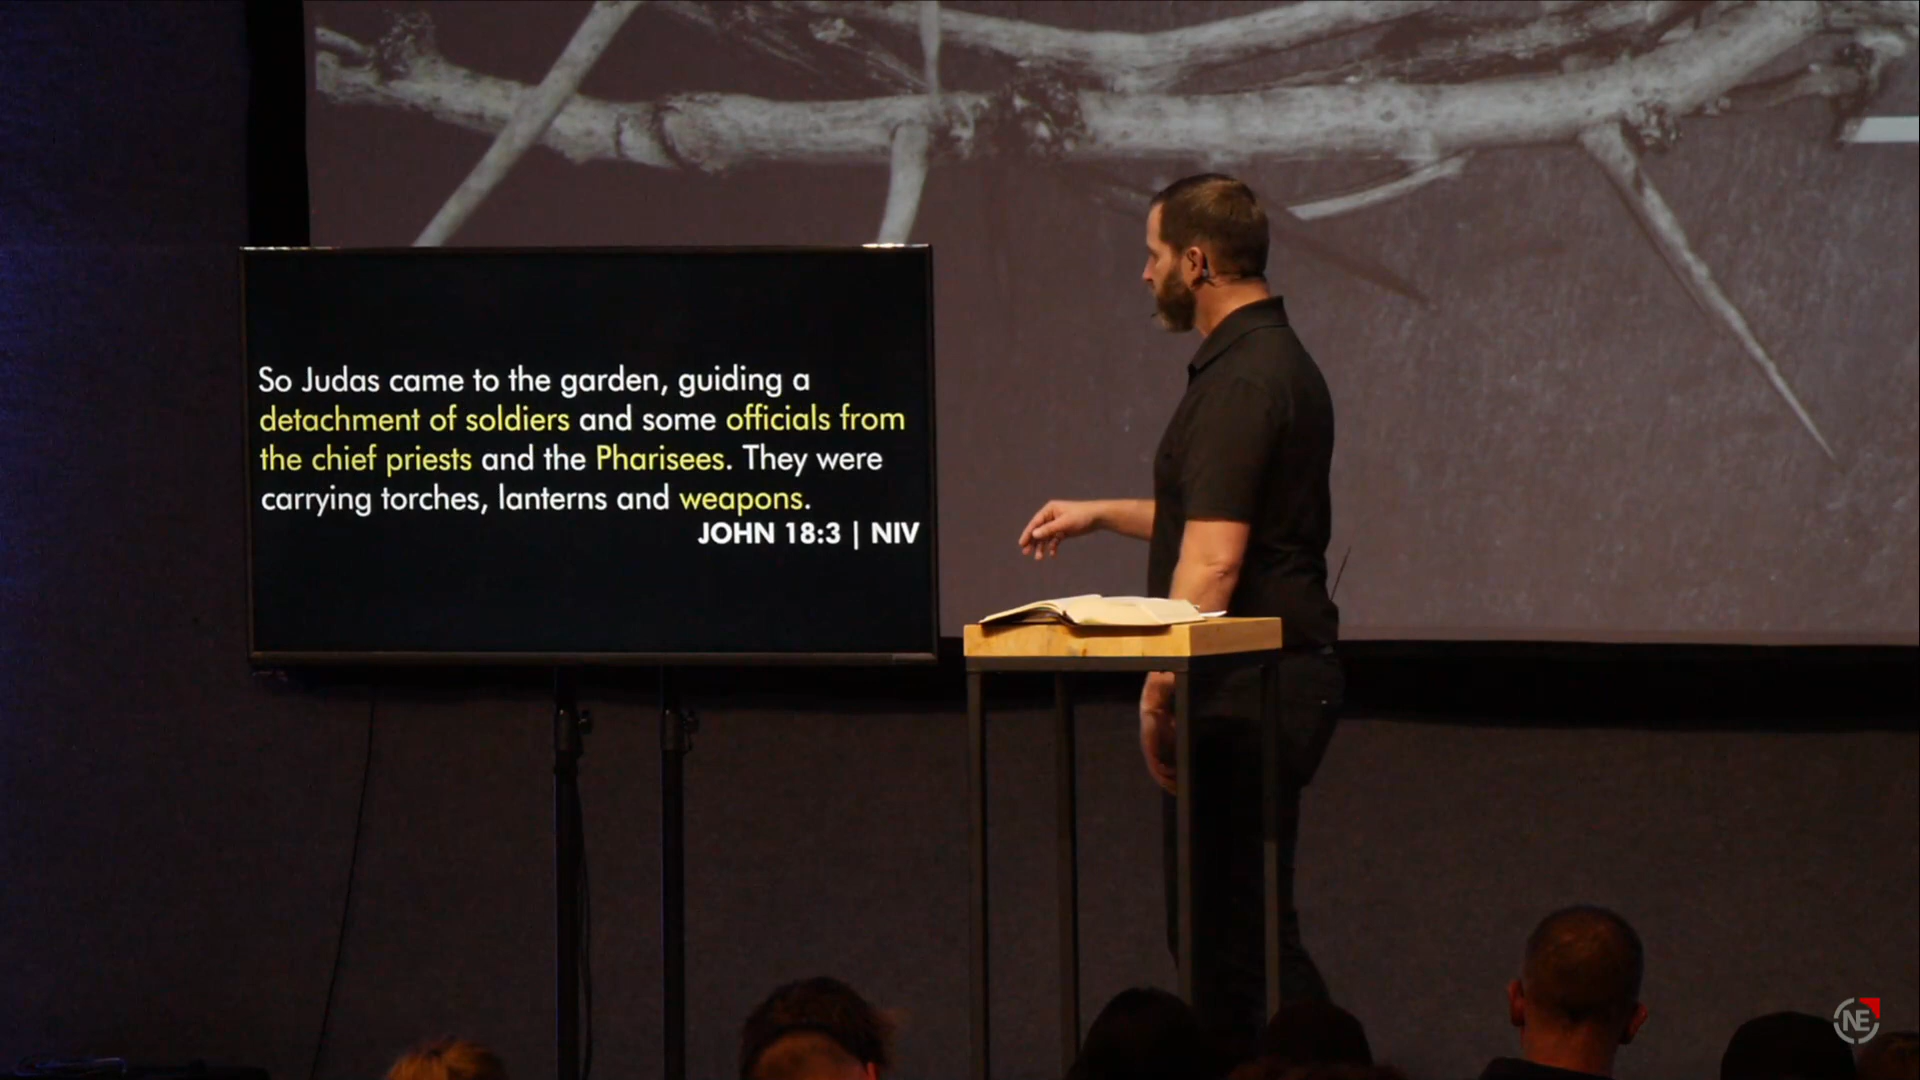 So Judas came to the garden, guiding a
detachment of soldiers and some officials from
the chief priests and the Pharisees. They were
carrying torches, lanterns and weapons.
JOHN 18:3 | NIV
NE